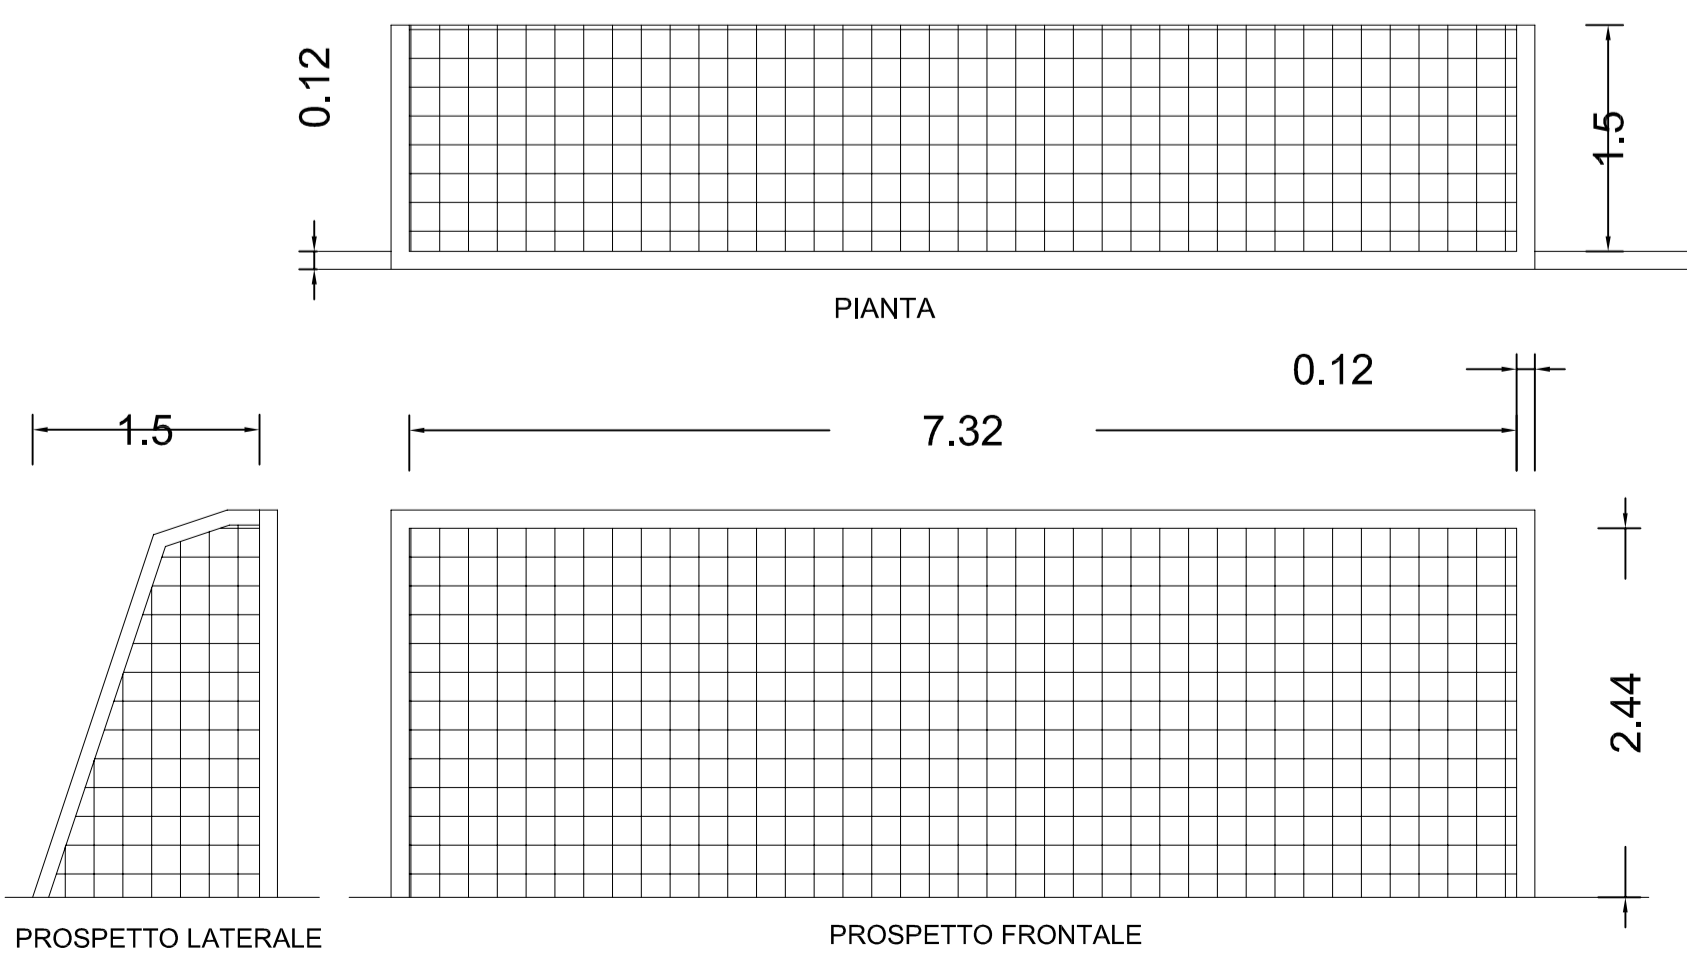 0.12
1.5
PIANTA
0.12
1.5
7.32
2.44
PROSPETTO LATERALE
PROSPETTO FRONTALE